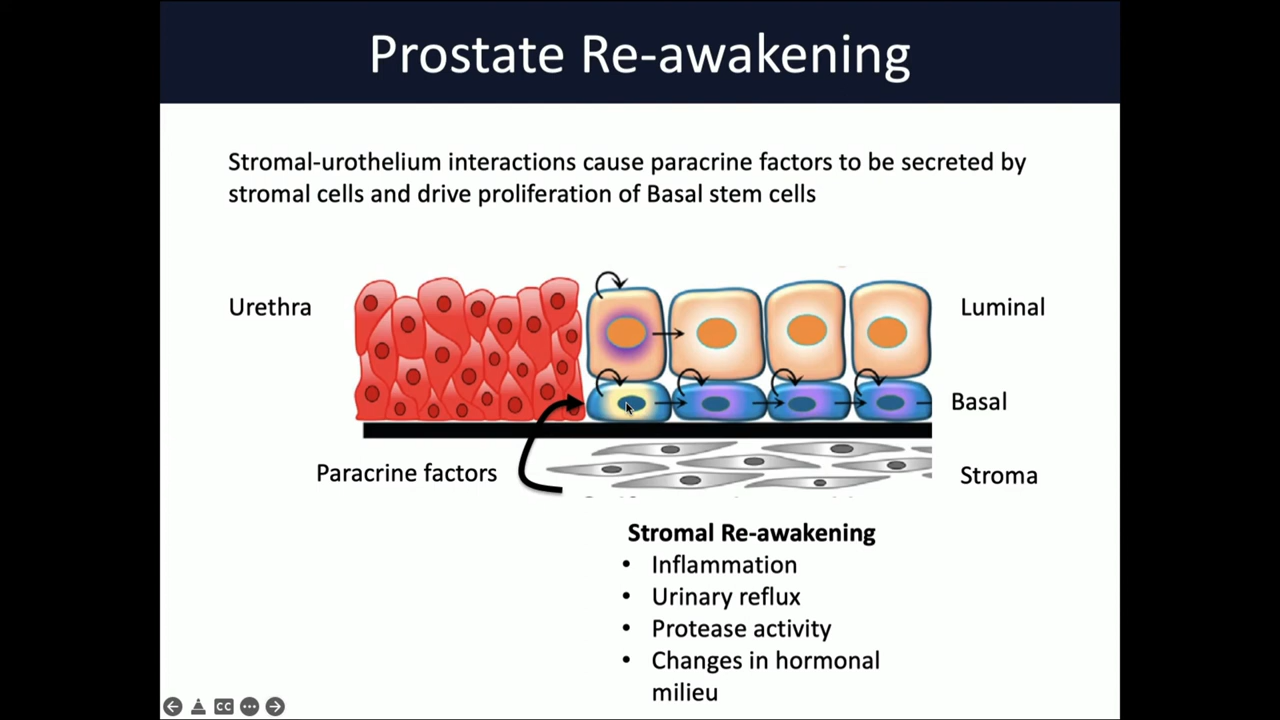 Prostate Re-awakening
Stromal-urothelium interactions cause paracrine factors to be secreted by
stromal cells and drive proliferation of Basal stem cells
Urethra
Luminal
Basal
Paracrine factors
Stroma
Stromal Re-awakening
• Inflammation
• Urinary reflux
• Protease activity
• Changes in hormonal
milieu
CC